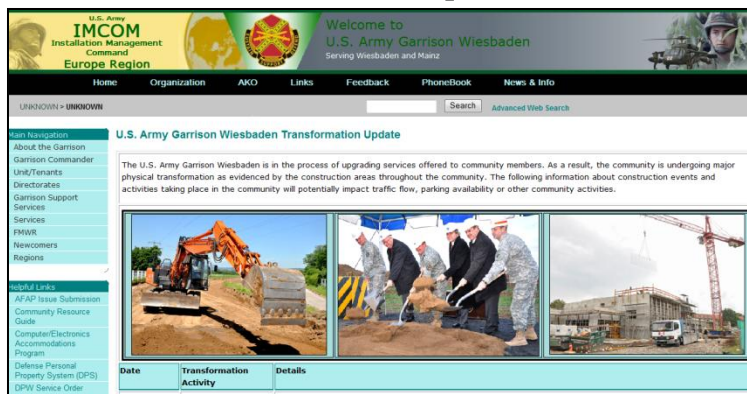 U.S. Army
IMCOM
Installation Management
Command
Europe Region
Welcome to
U.S. Army Garrison Wiesbaden
Serving Wiesbaden and Mainz
Home Organization AKO Links Feedback PhoneBook News & Info
UNKNOWN > UNKNOWN
Search Advanced Web Search
Main Navigation
About the Garrison
Garrison Commander
Unit/Tenants
Directorates
Garrison Support
Services
Services
FMWR
Newcomers
Regions
Helpful Links
AFAP Issue Submission
Community Resource
Guide
Computer/Electronics
Accommodations
Program
Defense Personal
Property System (DPS)
DPW Service Order
U.S. Army Garrison Wiesbaden Transformation Update
The U.S. Army Garrison Wiesbaden is in the process of upgrading services offered to community members. As a result, the community is undergoing major
physical transformation as evidenced by the construction areas throughout the community. The following information about construction events and
activities taking place in the community will potentially impact traffic flow, parking availability or other community activities.
Date Transformation Details
Activity